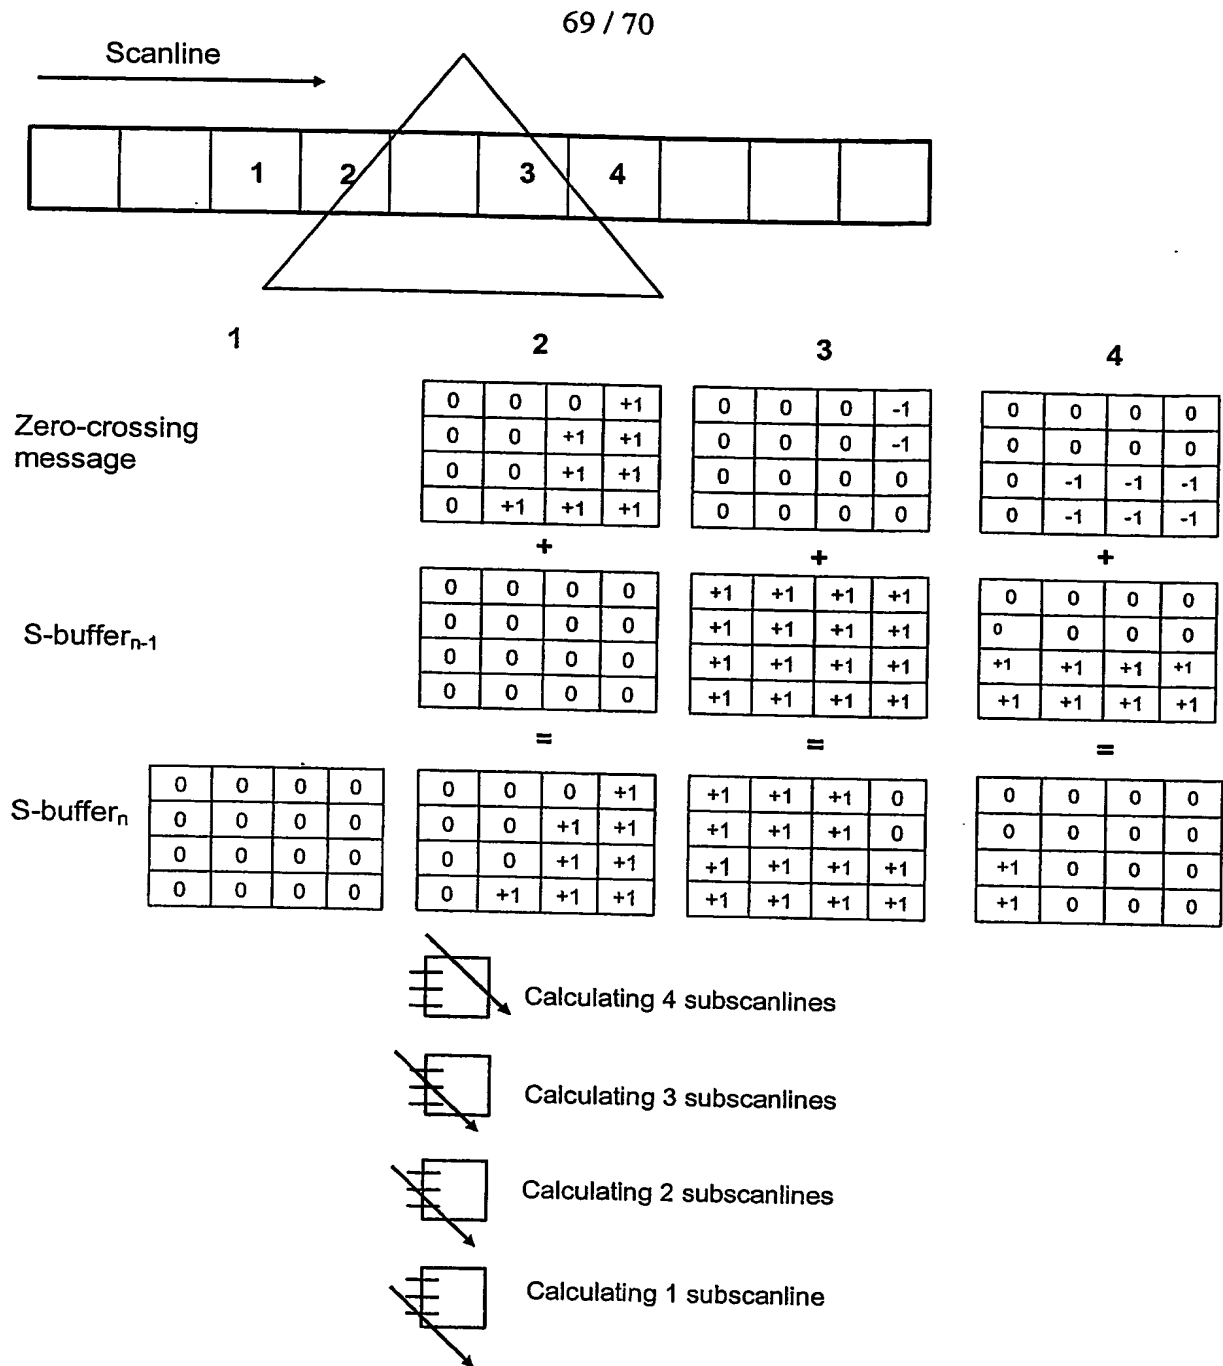 69 / 70
Scanline
1 2 3 4
1 2 3 4
Zero-crossing
message
0 0 0 +1 0 0 0 -1 0 0 0 0
0 0 +1 +1 0 0 0 -1 0 0 0 0
0 0 +1 +1 0 0 0 0 0 -1 -1 -1
0 +1 +1 +1 0 0 0 0 0 -1 -1 -1
+ + +
S-buffern-1
0 0 0 0 +1 +1 +1 +1 0 0 0 0
0 0 0 0 +1 +1 +1 +1 0 0 0 0
0 0 0 0 +1 +1 +1 +1 +1 +1 +1 +1
0 0 0 0 +1 +1 +1 +1 +1 +1 +1 +1
= = =
S-buffern
0 0 0 0 0 0 0 +1 +1 +1 +1 0 0 0 0 0
0 0 0 0 0 0 +1 +1 +1 +1 +1 0 0 0 0 0
0 0 0 0 0 0 +1 +1 +1 +1 +1 +1 +1 0 0 0
0 0 0 0 0 +1 +1 +1 +1 +1 +1 +1 +1 0 0 0
Calculating 4 subscanlines
Calculating 3 subscanlines
Calculating 2 subscanlines
Calculating 1 subscanline